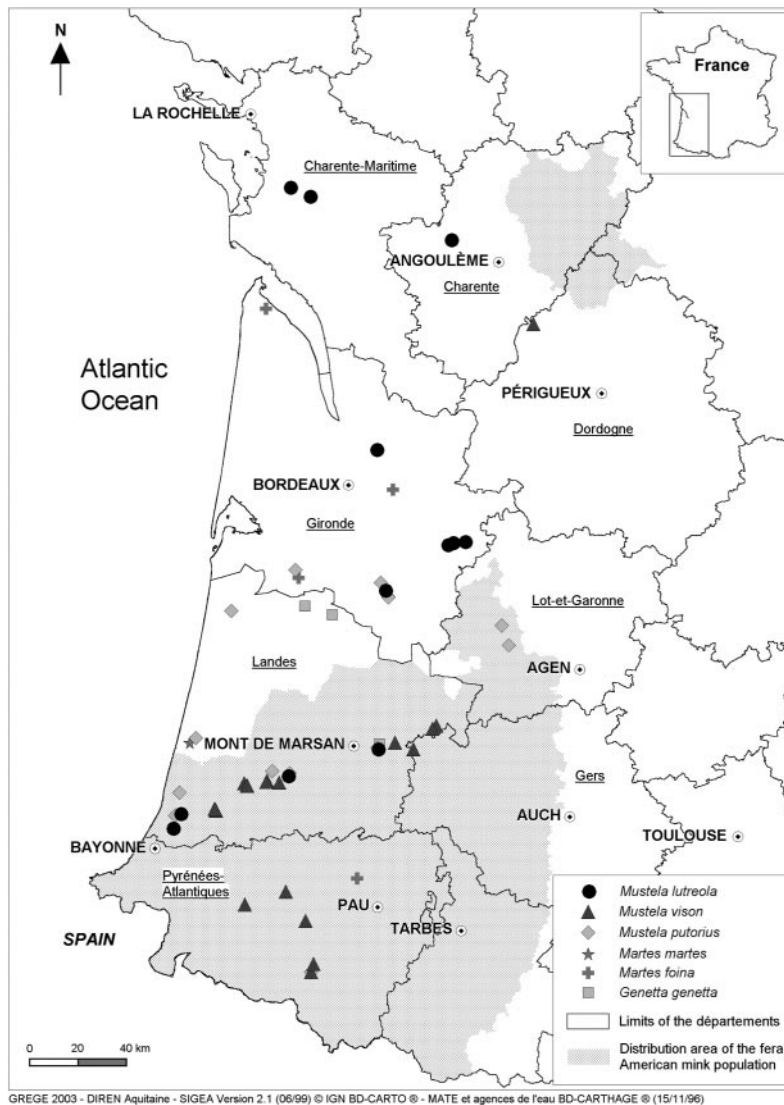 N
France
LA ROCHELLE
Charente-Maritime
ANGOULÈME
Charente
Atlantic
Ocean
PÉRIGUEUX
Dordogne
BORDEAUX
Gironde
Lot-et-Garonne
AGEN
Landes
MONT DE MARSAN
Gers
AUCH
TOULOUSE
BAYONNE
Pyrénées-
Atlantiques
PAU
TARBES
SPAIN
Mustela lutreola
Mustela vison
Mustela putorius
Martes martes
Martes foina
Genetta genetta
Limits of the départements
Distribution area of the fera
American mink population
0 20 40 km
GREGE 2003 - DIREN Aquitaine - SIGEA Version 2.1 (06/99) © IGN BD-CARTO ® - MATE et agences de l'eau BD-CARTHAGE ® (15/11/96)